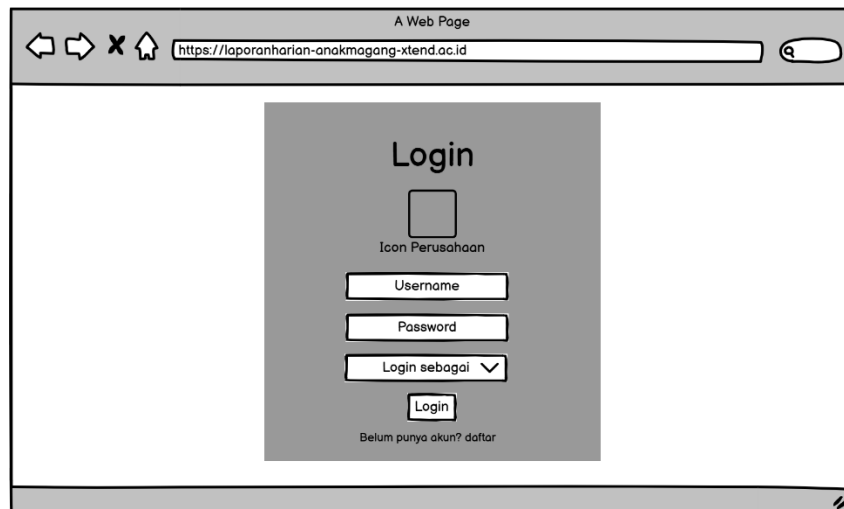 A Web Page
https://laporanharian-anakmagang-xtend.ac.id
Login
Icon Perusahaan
Username
Password
Login sebagai
Login
Belum punya akun? daftar